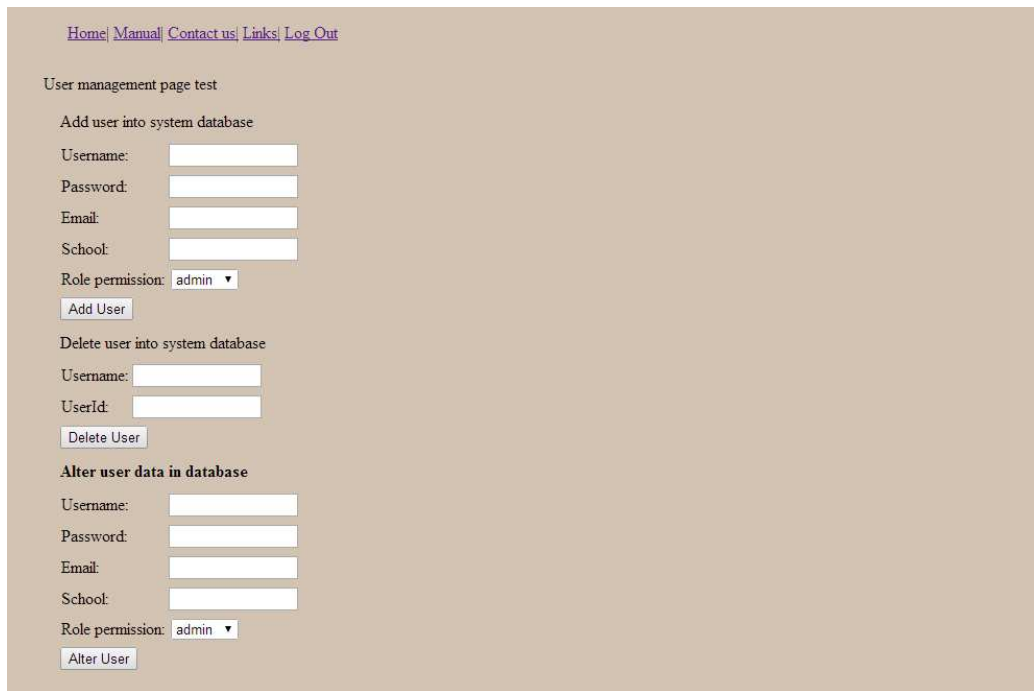 Home| Manual| Contact us| Links| Log Out
User management page test
Add user into system database
Username:
Password:
Email:
School:
Role permission: admin
Add User
Delete user into system database
Username:
UserId:
Delete User
Alter user data in database
Username:
Password:
Email:
School:
Role permission: admin
Alter User